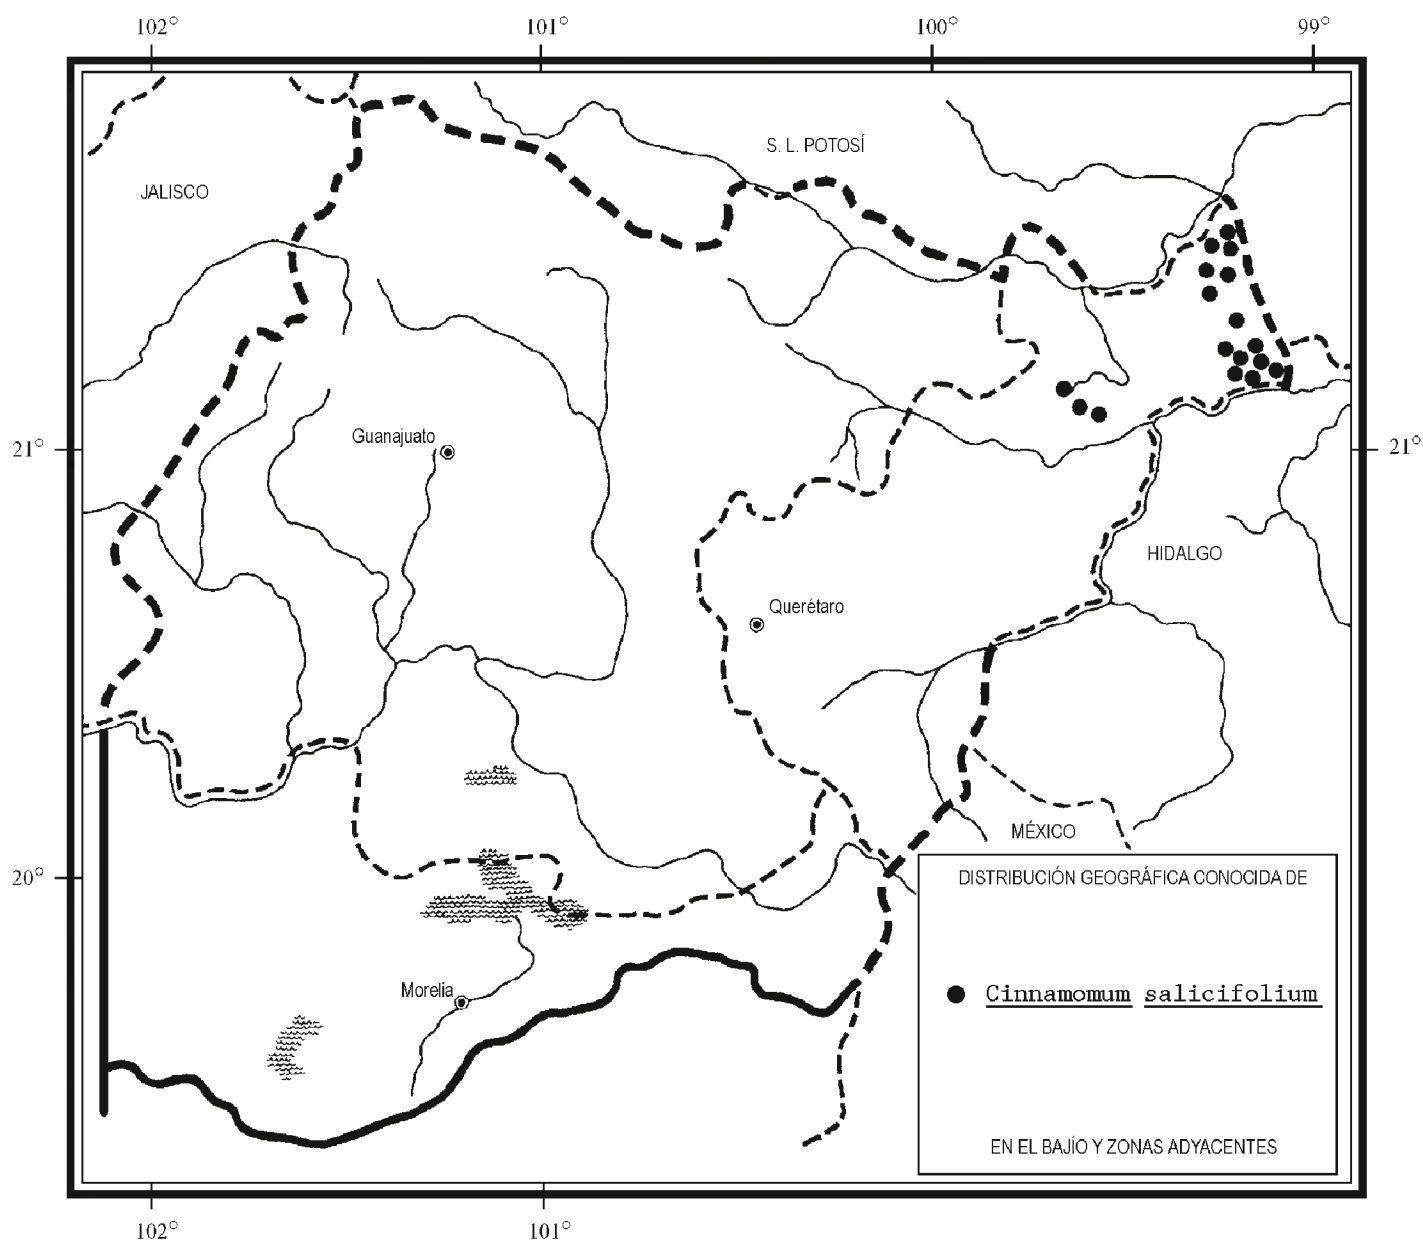 102° 101° 100° 99°
S. L. POTOSÍ
JALISCO
Guanajuato
21° 21°
HIDALGO
Querétaro
MÉXICO
20°
DISTRIBUCIÓN GEOGRÁFICA CONOCIDA DE
Morelia
Cinnamomum salicifolium
EN EL BAJÍO Y ZONAS ADYACENTES
102° 101°